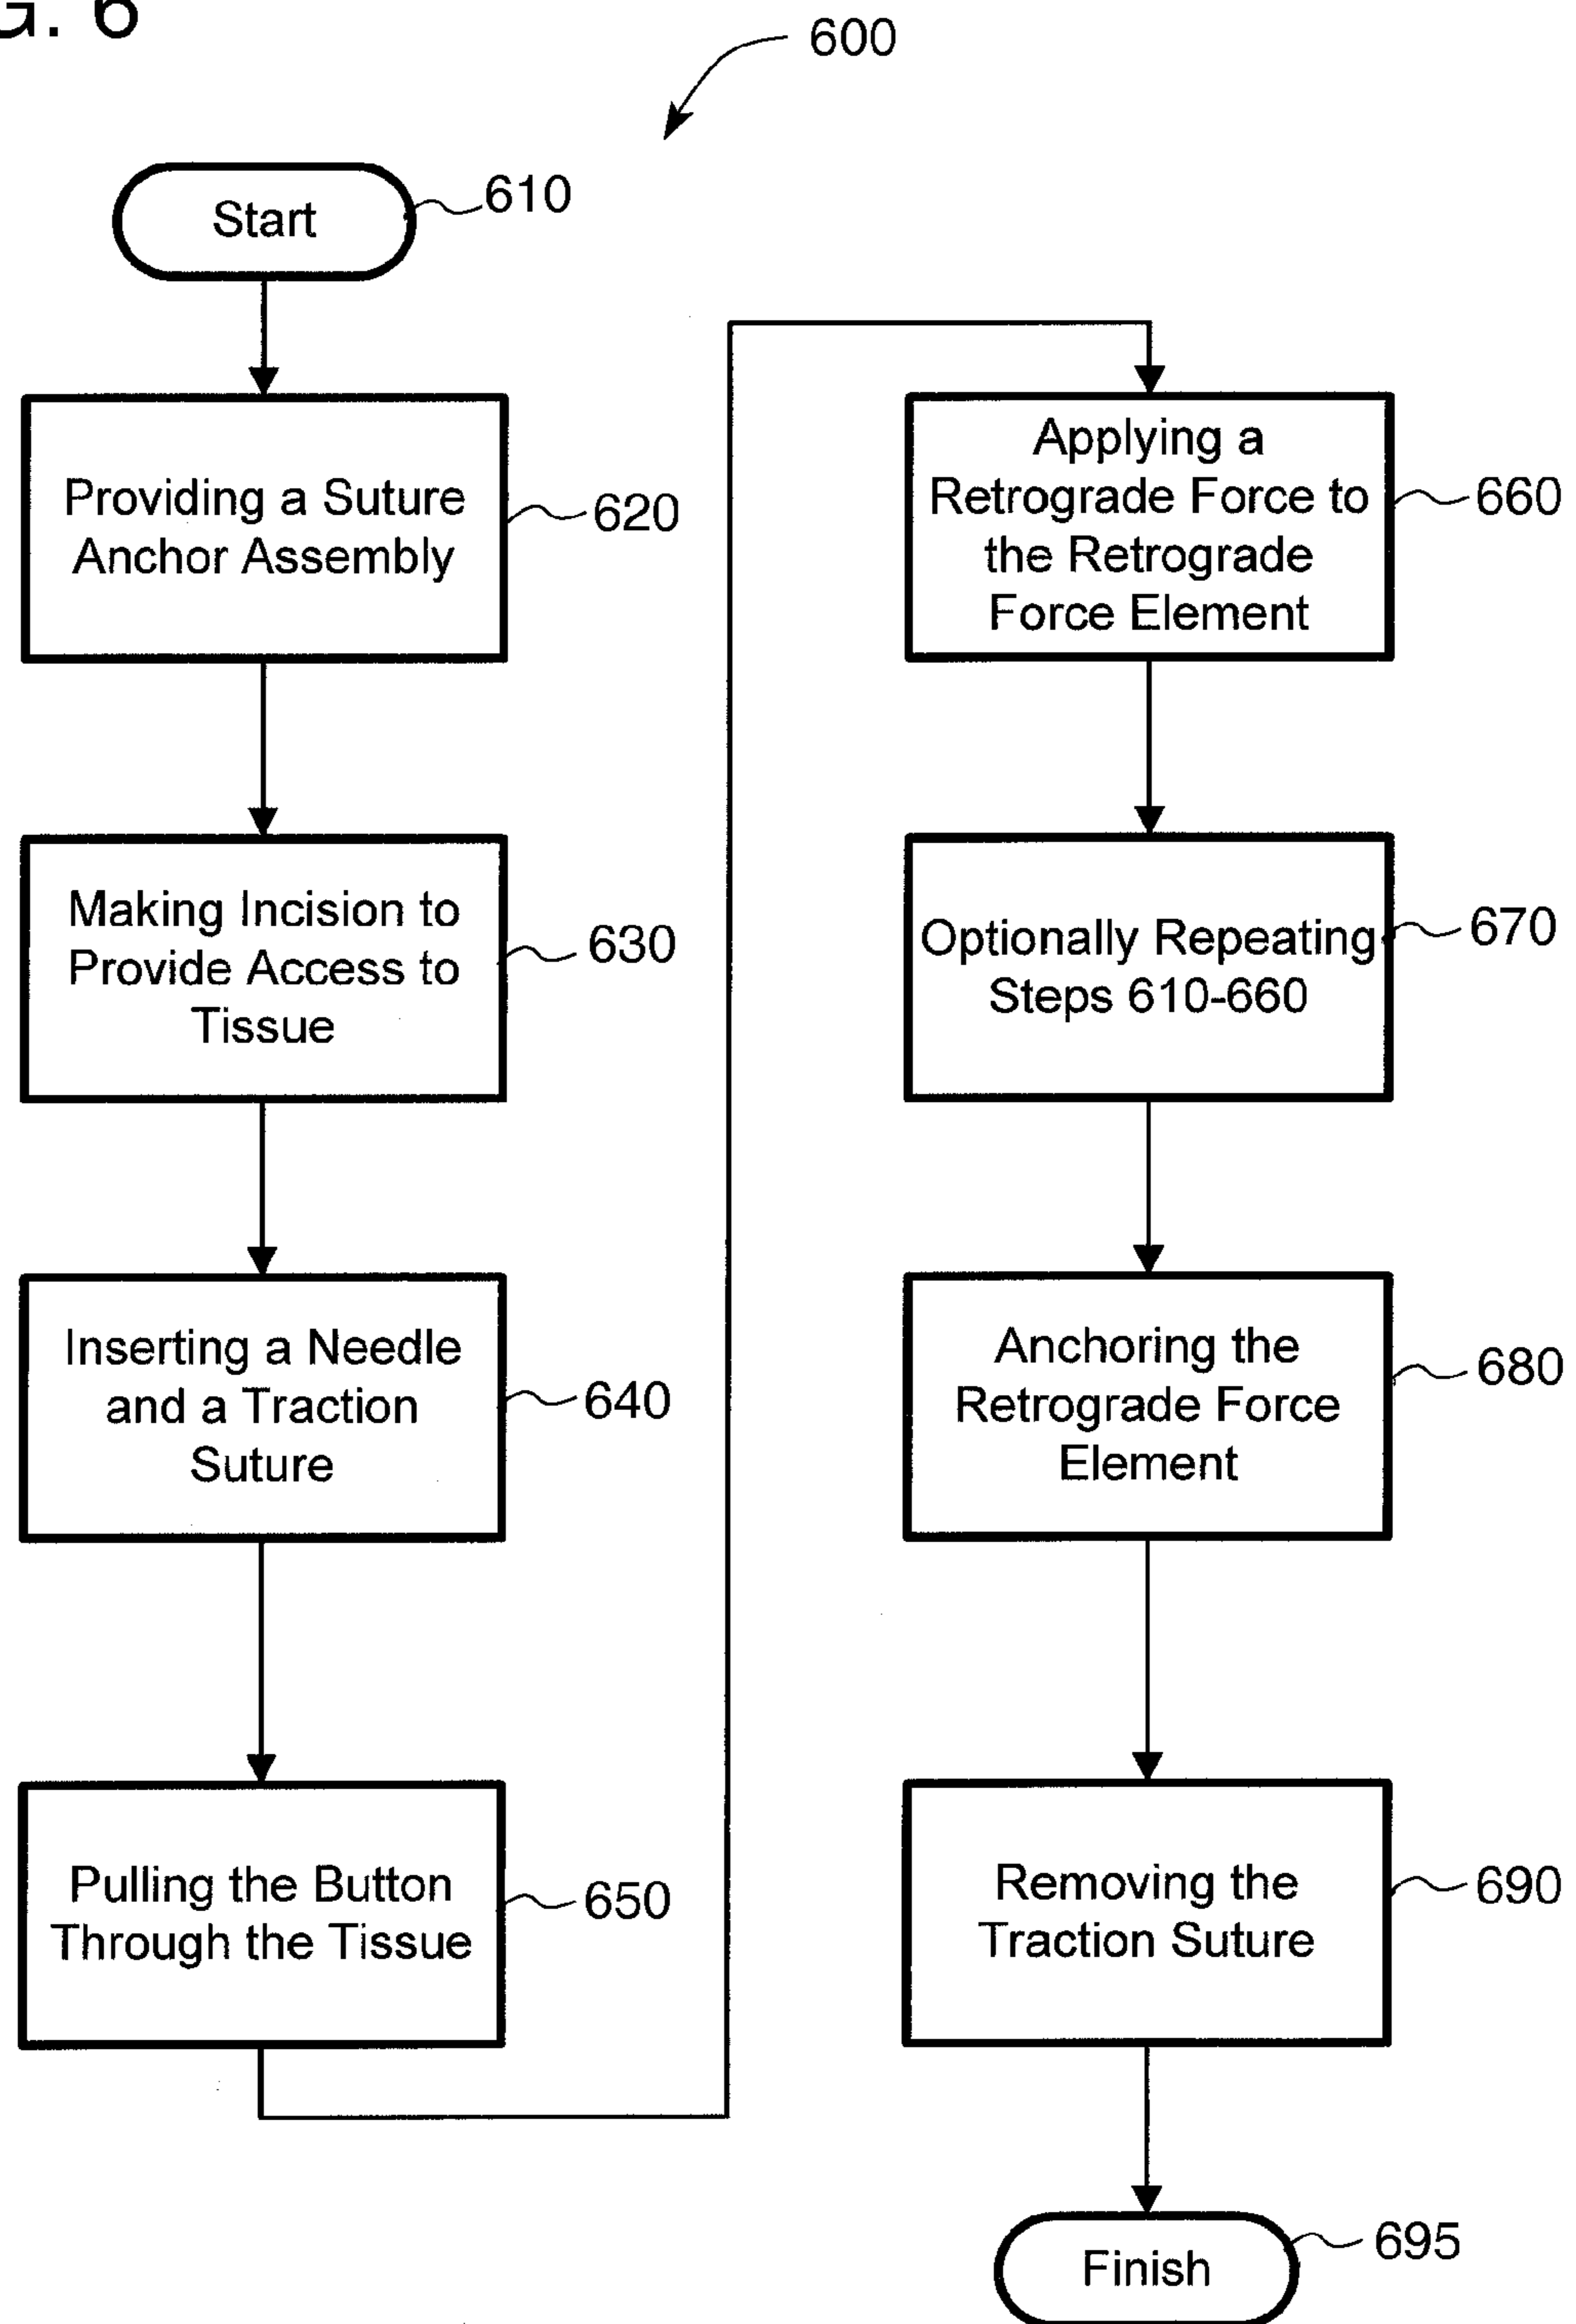 G. 6
600
Start
610
Providing a Suture
Anchor Assembly
620
Making Incision to
Provide Access to
Tissue
630
Inserting a Needle
and a Traction
Suture
640
Pulling the Button
Through the Tissue
650
Applying a
Retrograde Force to
the Retrograde
Force Element
660
Optionally Repeating
Steps 610-660
670
Anchoring the
Retrograde Force
Element
680
Removing the
Traction Suture
690
Finish
695